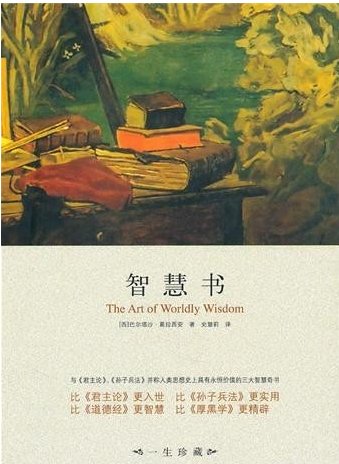 智慧书
The Art of Worldly Wisdom
[西]巴尔塔沙·葛拉西安 著 史慧莉 译
与《君主论》、《孙子兵法》并称人类思想史上具有永恒价值的三大智慧奇书
比《君主论》更入世 比《孙子兵法》更实用
比《道德经》更智慧 比《厚黑学》更精辟
一生珍藏